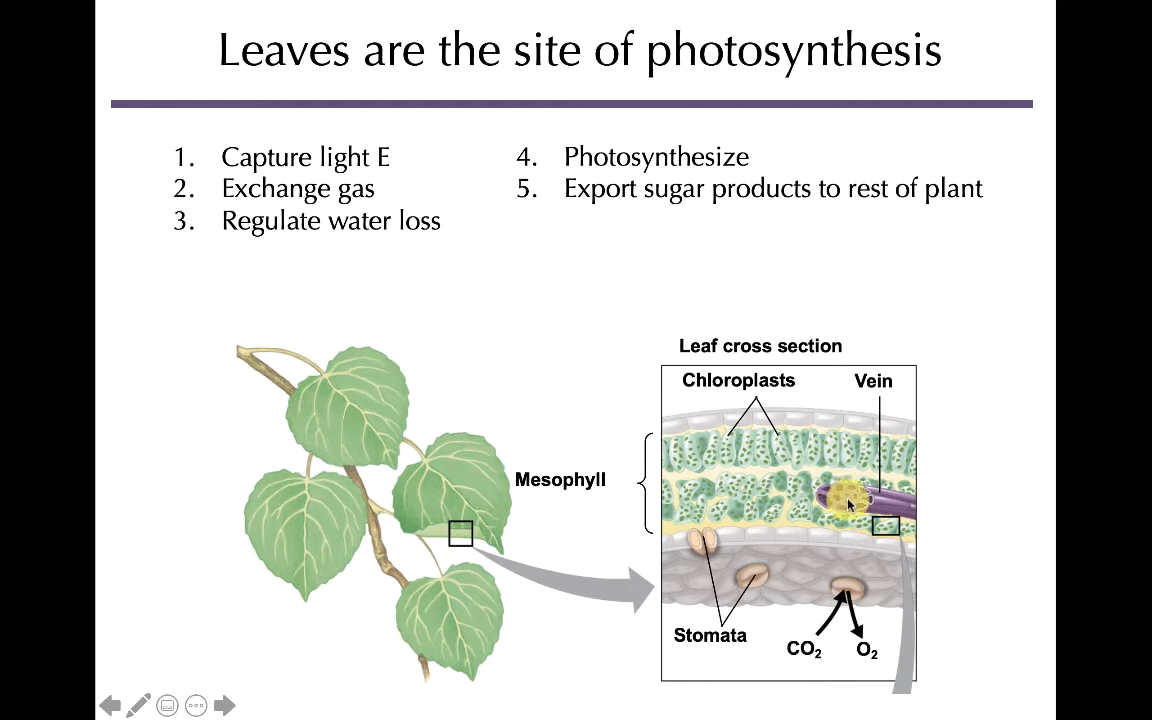 Leaves are the site of photosynthesis
1. Capture light E
2. Exchange gas
3. Regulate water loss
4. Photosynthesize
5. Export sugar products to rest of plant
Leaf cross section
Chloroplasts
Vein
Mesophyll
Stomata
CO₂
O₂